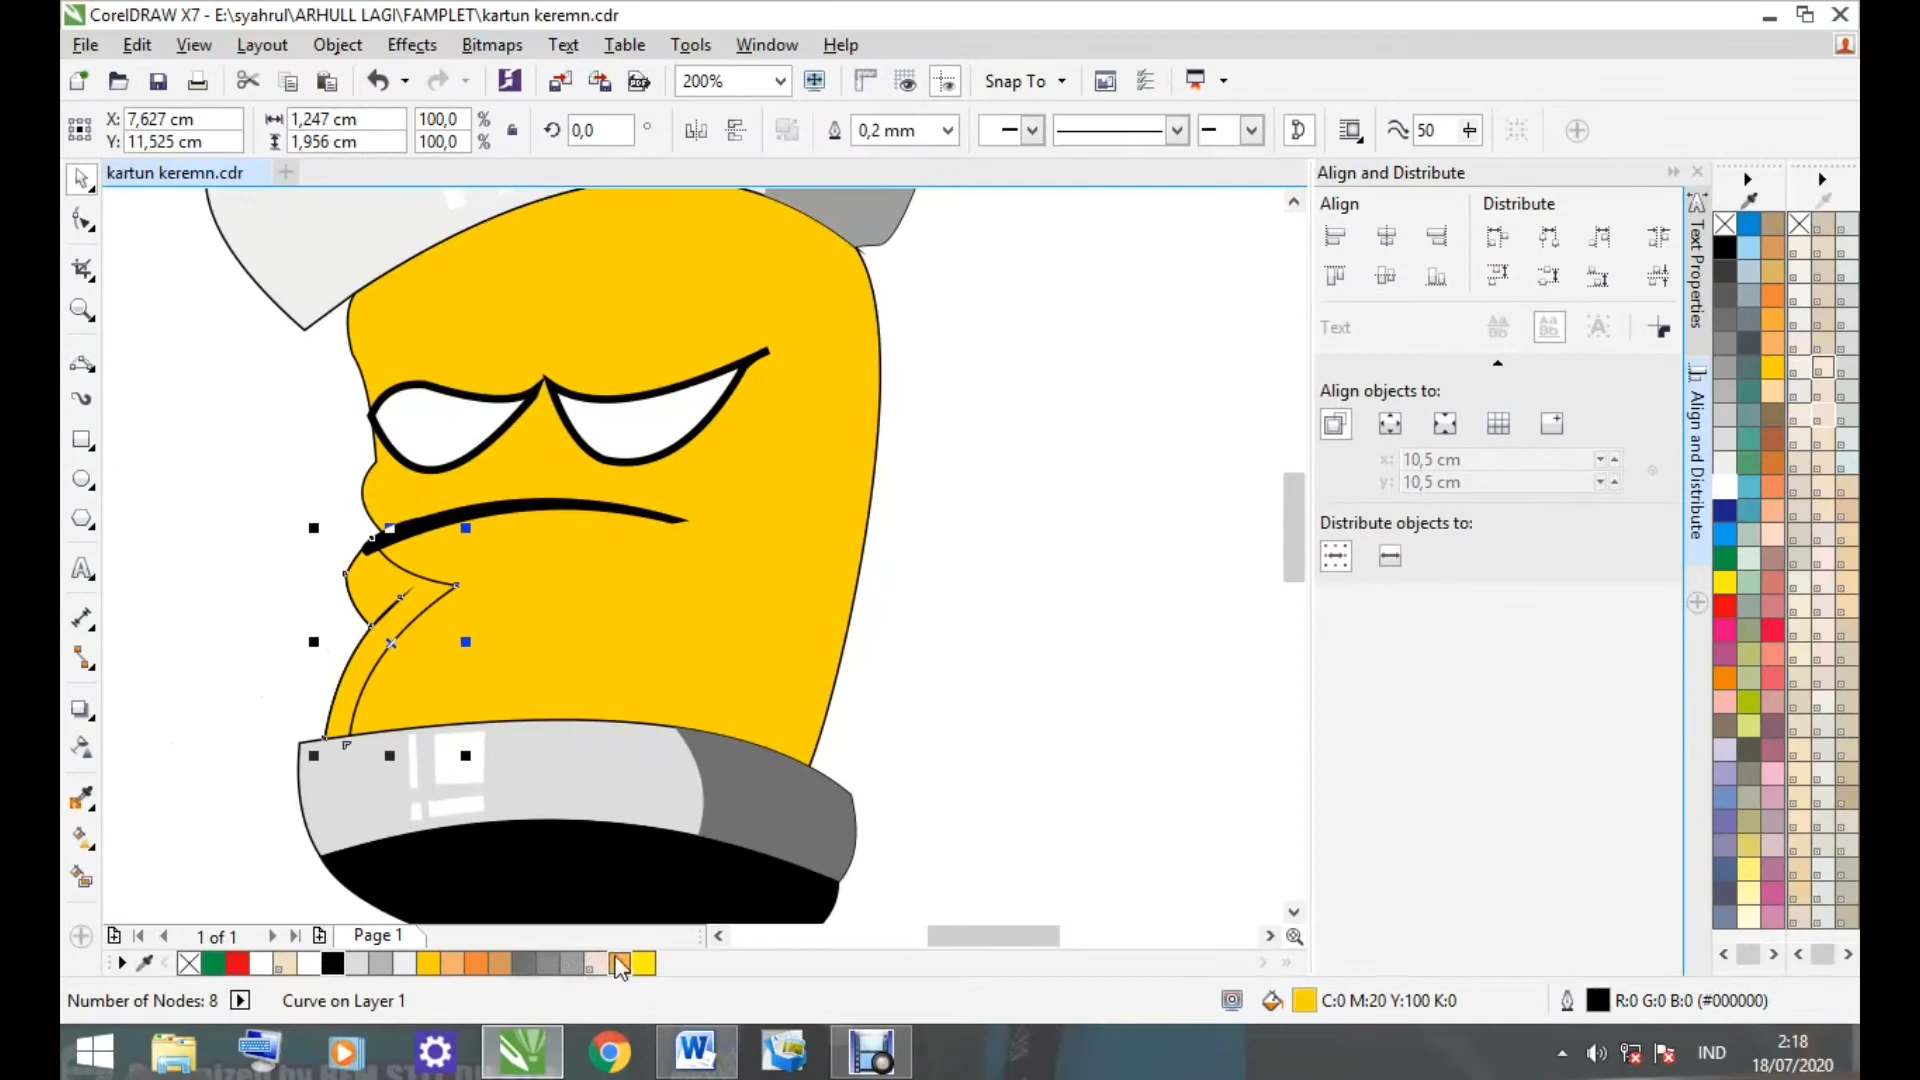 CorelDRAW X7 - E:\syahrul\ARHULL LAGI\FAMPLET\kartun keremn.cdr
File Edit View Layout Object Effects Bitmaps Text Table Tools Window Help
200% Snap To
X: 7,627 cm 1,247 cm 100,0 % 0,0 ° 0,2 mm 50
Y: 11,525 cm 1,956 cm 100,0 %
kartun keremn.cdr
Align and Distribute
Align Distribute
Text
Align objects to:
x: 10,5 cm
y: 10,5 cm
Distribute objects to:
Text Properties
Align and Distribute
1 of 1 Page 1
Number of Nodes: 8 Curve on Layer 1 C:0 M:20 Y:100 K:0 R:0 G:0 B:0 (#000000)
IND 2:18
18/07/2020